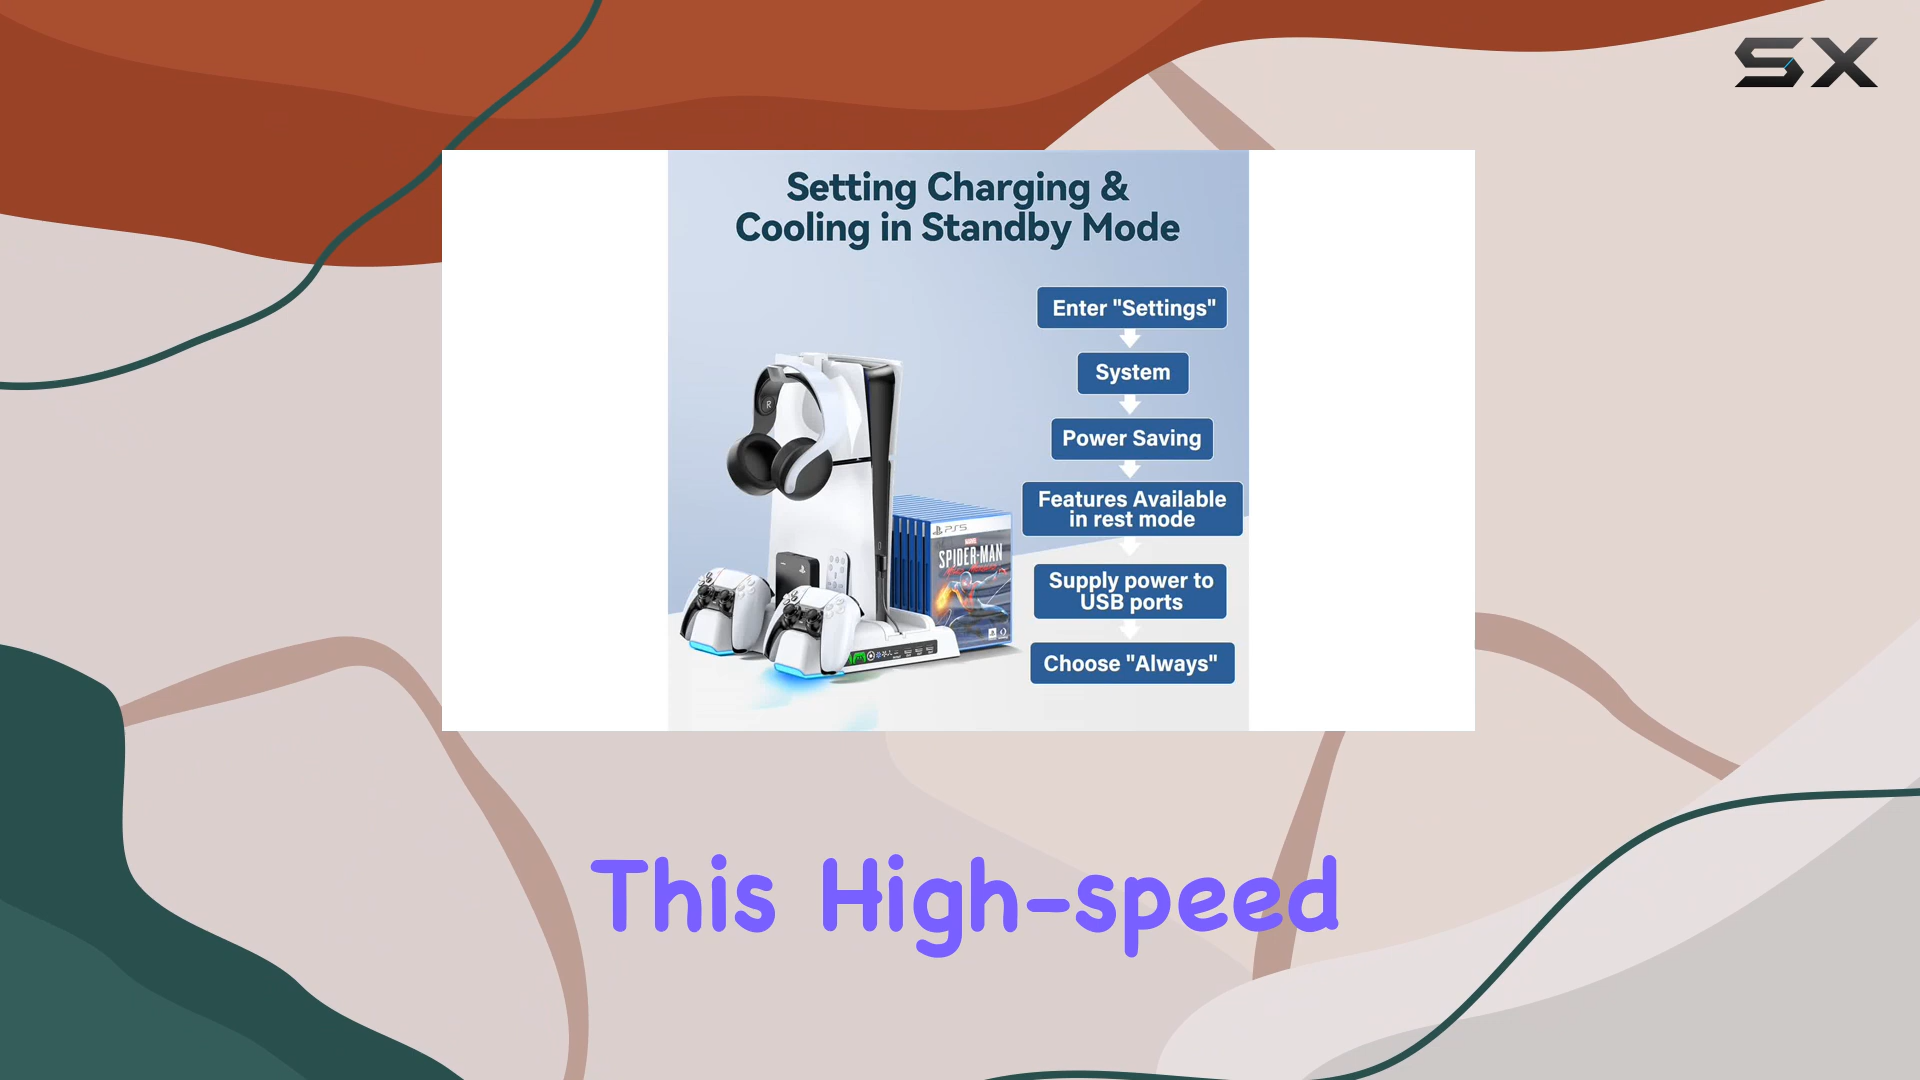 SX
Setting Charging &
Cooling in Standby Mode
Enter "Settings"
System
Power Saving
Features Available
in rest mode
Supply power to
USB ports
Choose "Always"
R
PS5
MARVEL
SPIDER-MAN
This High-speed